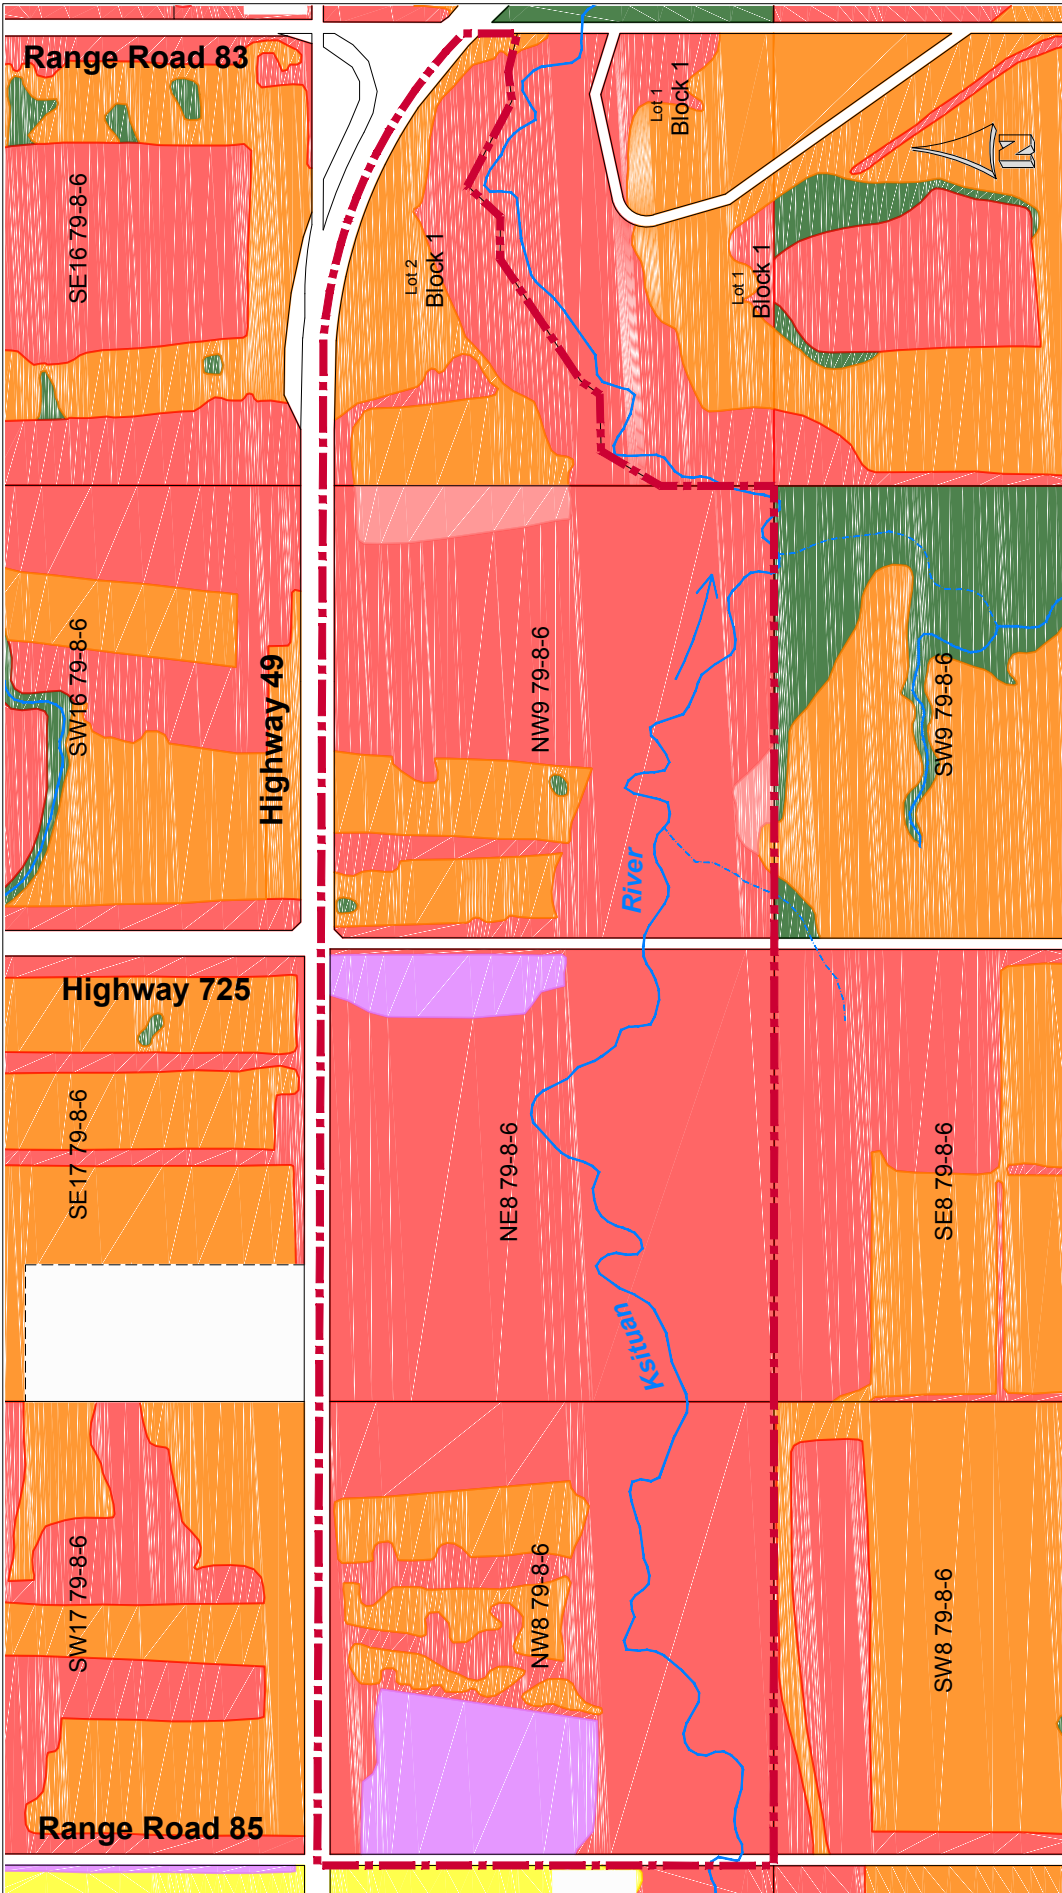 Range Road 83
Lot 1
Block 1
N
SE16 79-8-6
Lot 2
Block 1
Lot 1
Block 1
SW16 79-8-6
Highway 49
NW9 79-8-6
SW9 79-8-6
River
Highway 725
SE17 79-8-6
NE8 79-8-6
SE8 79-8-6
Ksituan
SW17 79-8-6
NW8 79-8-6
SW8 79-8-6
Range Road 85